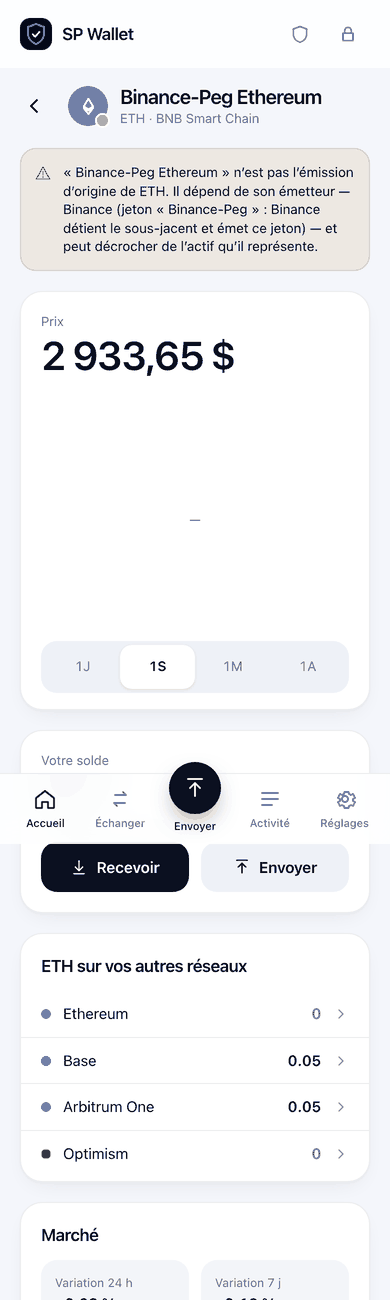 SP Wallet
Binance-Peg Ethereum
ETH · BNB Smart Chain
« Binance-Peg Ethereum » n’est pas l’émission
d’origine de ETH. Il dépend de son émetteur —
Binance (jeton « Binance-Peg » : Binance
détient le sous-jacent et émet ce jeton) — et
peut décrocher de l’actif qu’il représente.
Prix
2 933,65 $
—
1J 1S 1M 1A
Votre solde
Accueil Échanger Envoyer Activité Réglages
Recevoir Envoyer
ETH sur vos autres réseaux
Ethereum 0
Base 0.05
Arbitrum One 0.05
Optimism 0
Marché
Variation 24 h Variation 7 j